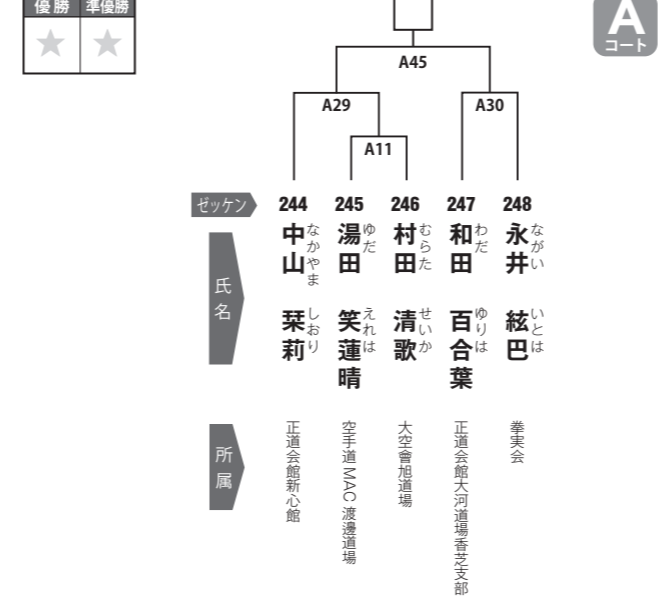 優勝 準優勝
A
コート
A45
A29
A30
A11
ゼッケン
244 245 246 247 248
氏名
中山 栞莉
なかやま しおり
湯田 笑蓮晴
ゆだ えれは
村田 清歌
むらた せいか
和田 百合葉
わだ ゆりは
永井 絃巴
ながい いとは
所属
正道会館新心館
空手道MAC渡邊道場
大空會旭道場
正道会館大河道場香芝支部
拳実会